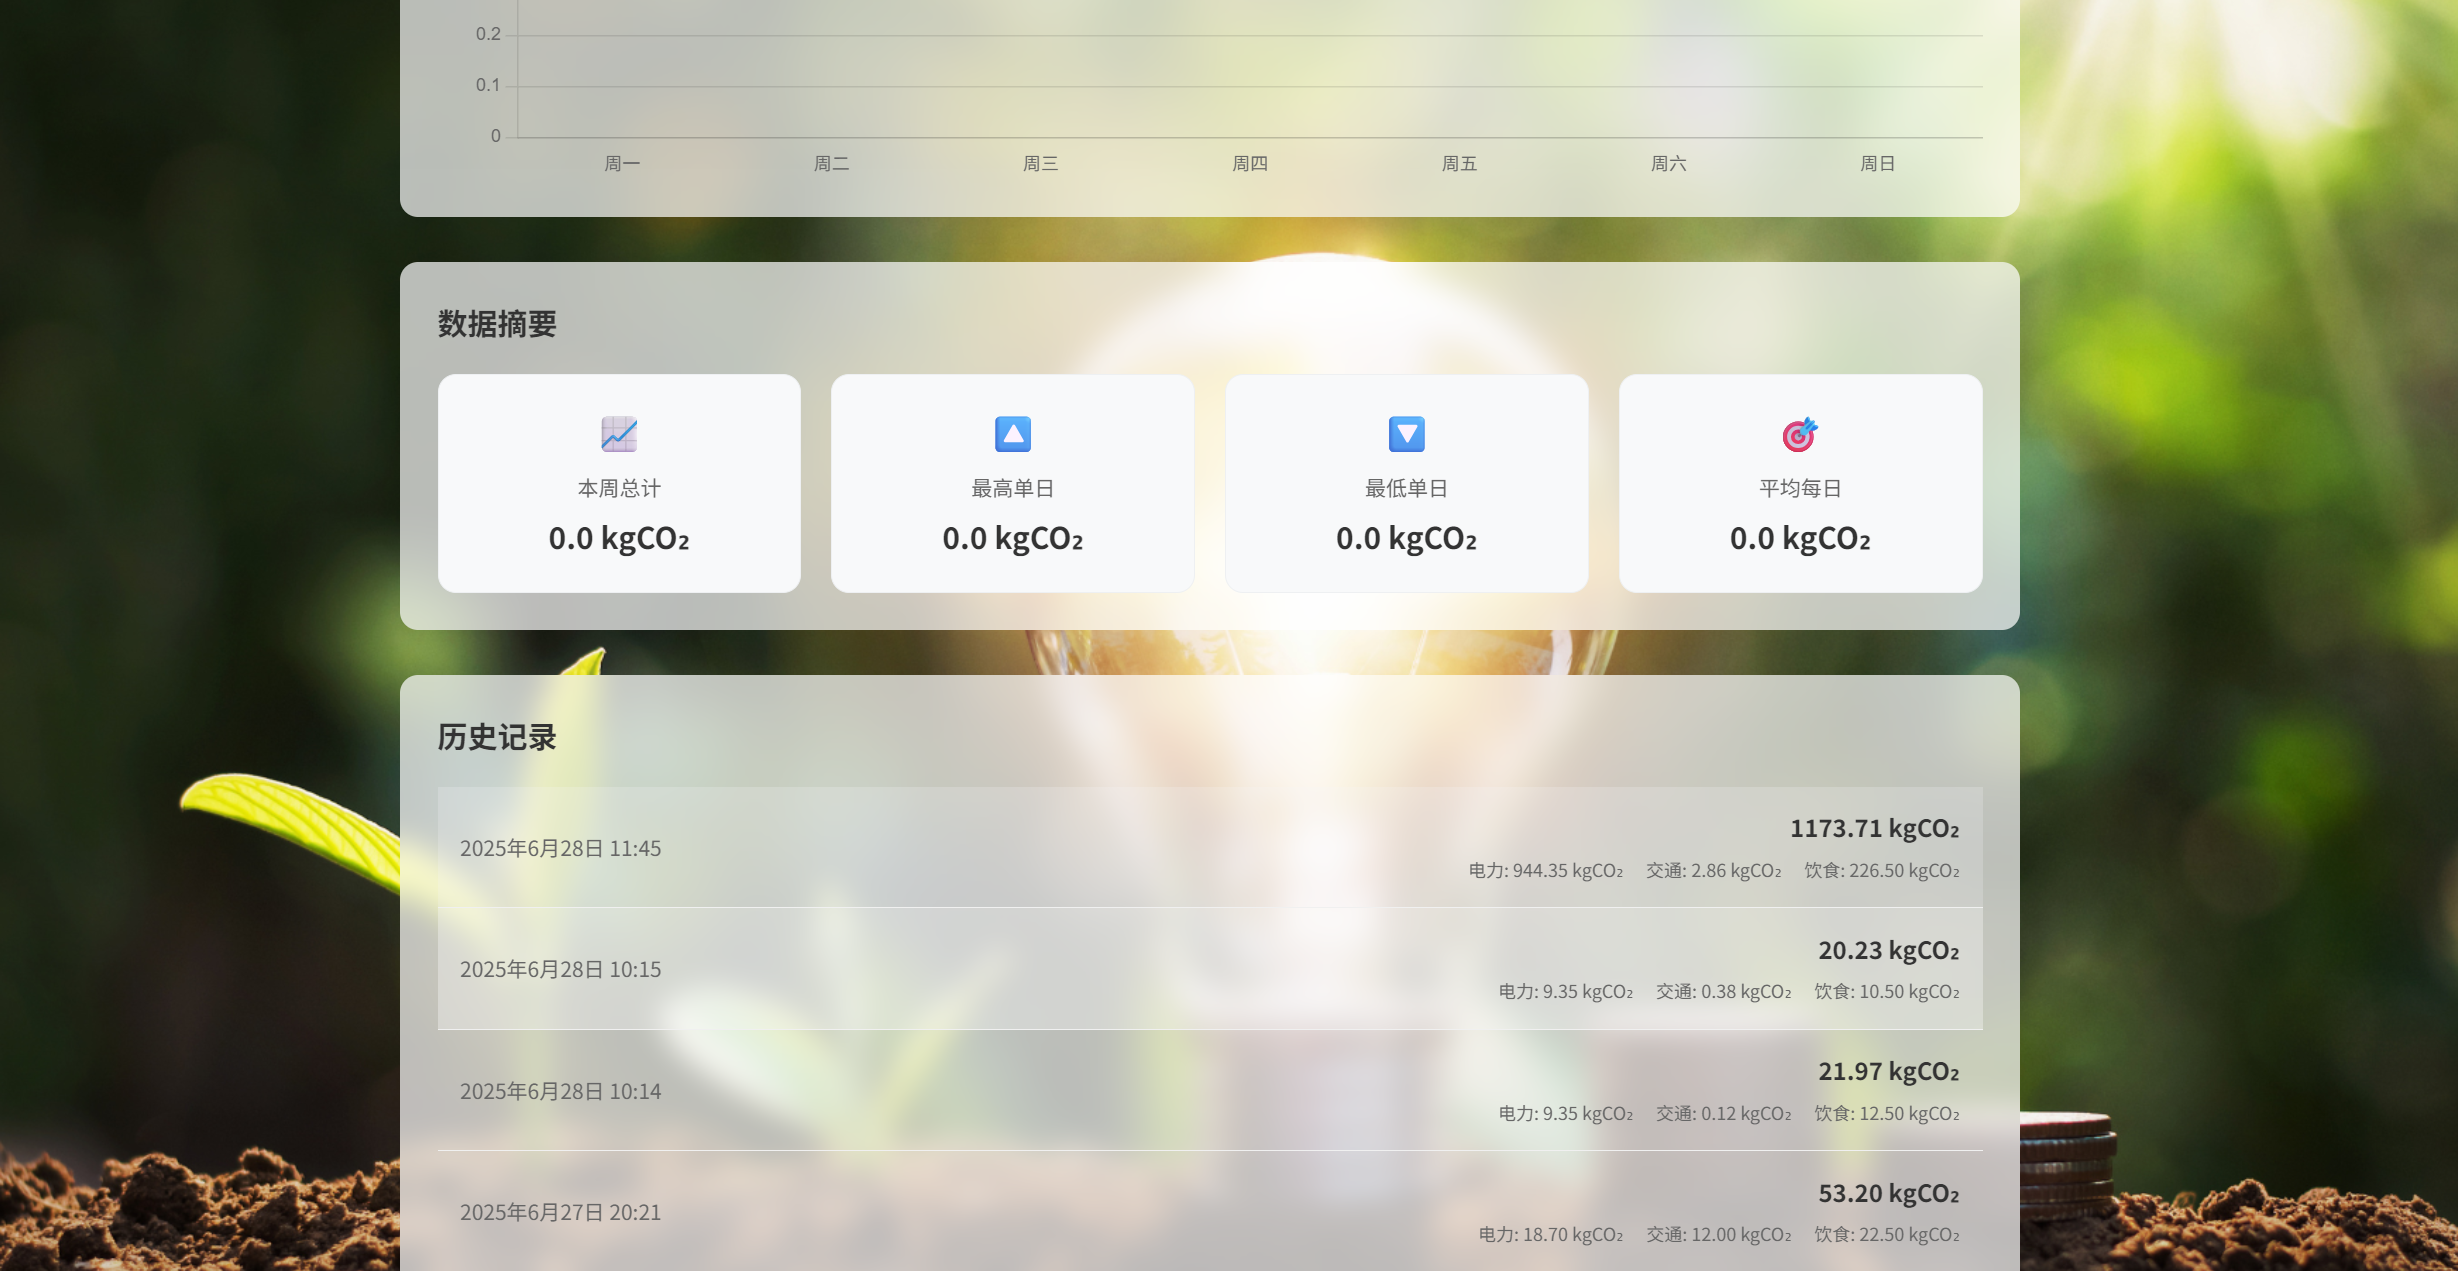 0.2
0.1
0
周一 周二 周三 周四 周五 周六 周日
数据摘要
本周总计 最高单日 最低单日 平均每日
0.0 kgCO₂ 0.0 kgCO₂ 0.0 kgCO₂ 0.0 kgCO₂
历史记录
1173.71 kgCO₂
2025年6月28日 11:45
电力: 944.35 kgCO₂ 交通: 2.86 kgCO₂ 饮食: 226.50 kgCO₂
20.23 kgCO₂
2025年6月28日 10:15
电力: 9.35 kgCO₂ 交通: 0.38 kgCO₂ 饮食: 10.50 kgCO₂
21.97 kgCO₂
2025年6月28日 10:14
电力: 9.35 kgCO₂ 交通: 0.12 kgCO₂ 饮食: 12.50 kgCO₂
53.20 kgCO₂
2025年6月27日 20:21
电力: 18.70 kgCO₂ 交通: 12.00 kgCO₂ 饮食: 22.50 kgCO₂